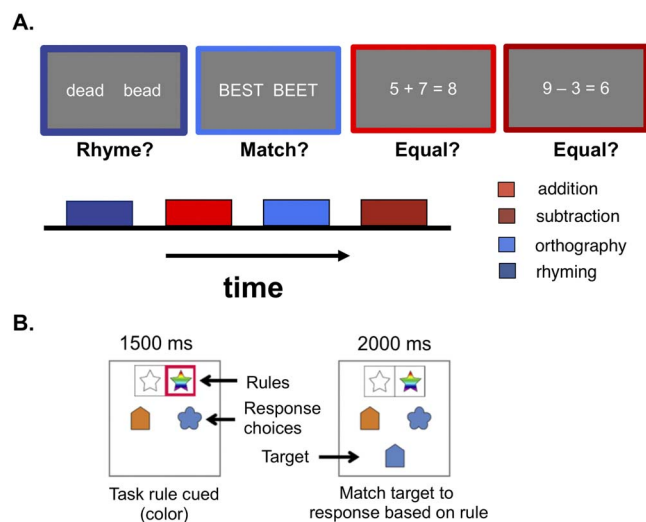 A.
dead bead
BEST BEET
5 + 7 = 8
9 – 3 = 6
Rhyme?
Match?
Equal?
Equal?
addition
subtraction
orthography
rhyming
time
B.
1500 ms
2000 ms
Rules
Response
choices
Target
Task rule cued
(color)
Match target to
response based on rule